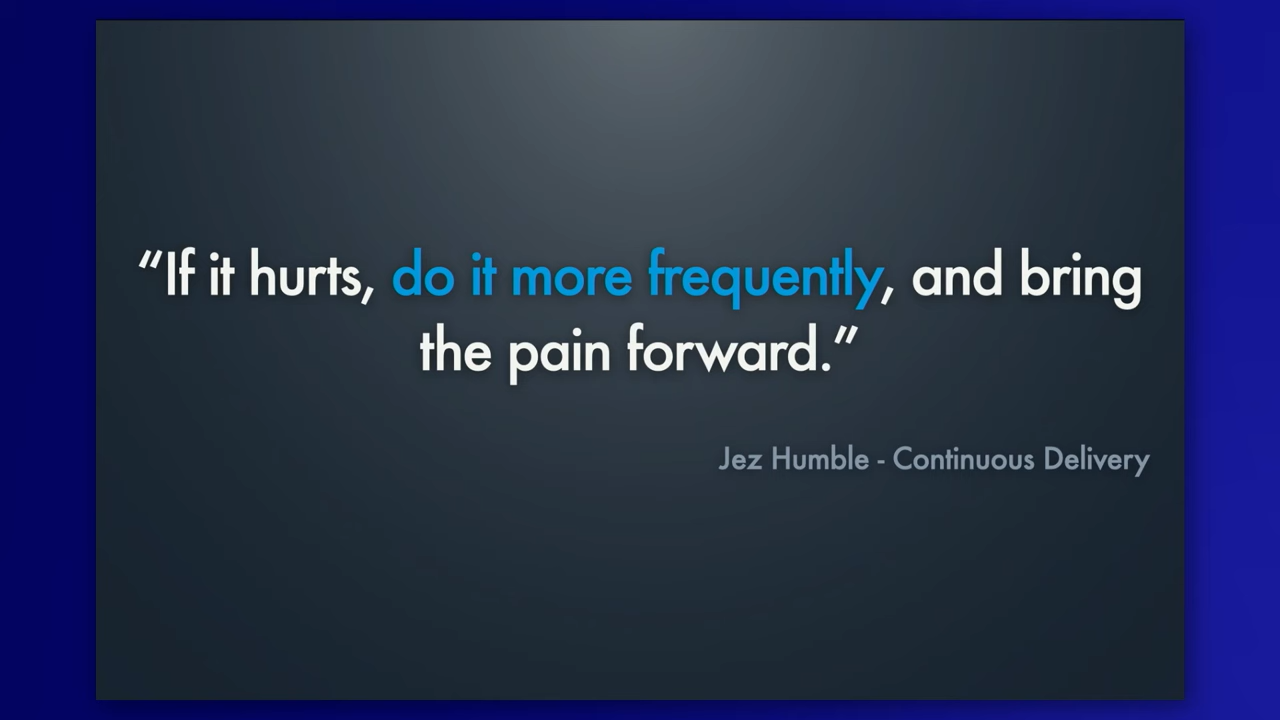 “If it hurts, do it more frequently, and bring
the pain forward.”
Jez Humble - Continuous Delivery